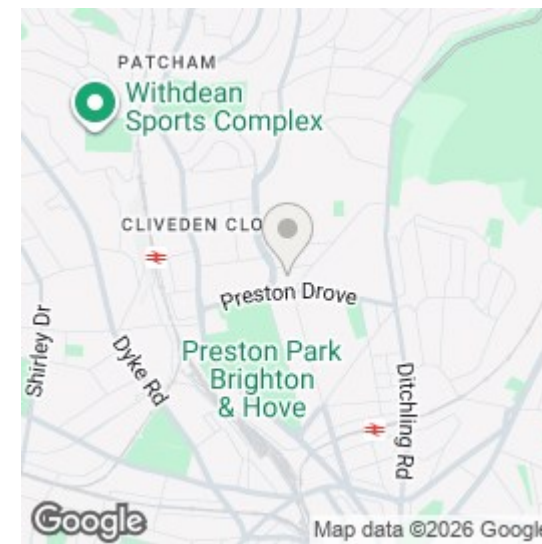 PATCHAM
Withdean
Sports Complex
CLIVEDEN CLO
Preston Drove
Shirley Dr
Dyke Rd
Preston Park
Brighton
& Hove
Ditchling Rd
Google
Map data ©2026 Google